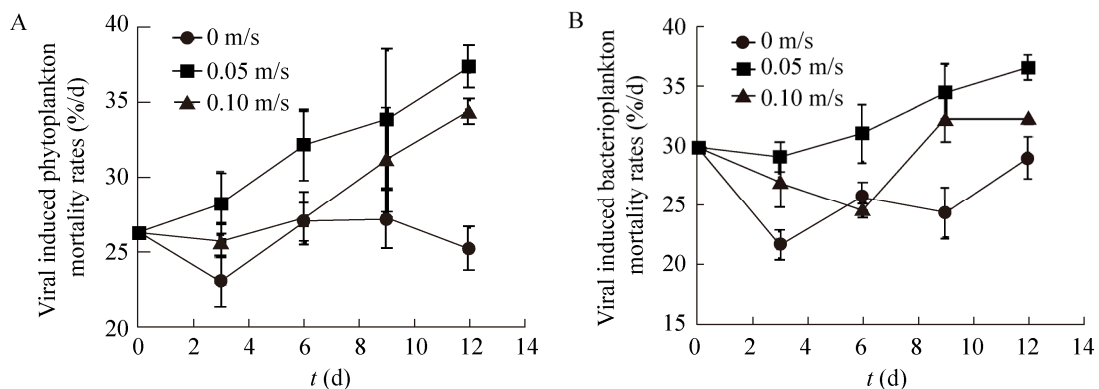 A
Viral induced phytoplankton
mortality rates (%/d)
40
35
30
25
20
0 m/s
0.05 m/s
0.10 m/s
0 2 4 6 8 10 12 14
t (d)
B
Viral induced bacterioplankton
mortality rates (%/d)
40
35
30
25
20
15
0 m/s
0.05 m/s
0.10 m/s
0 2 4 6 8 10 12 14
t (d)